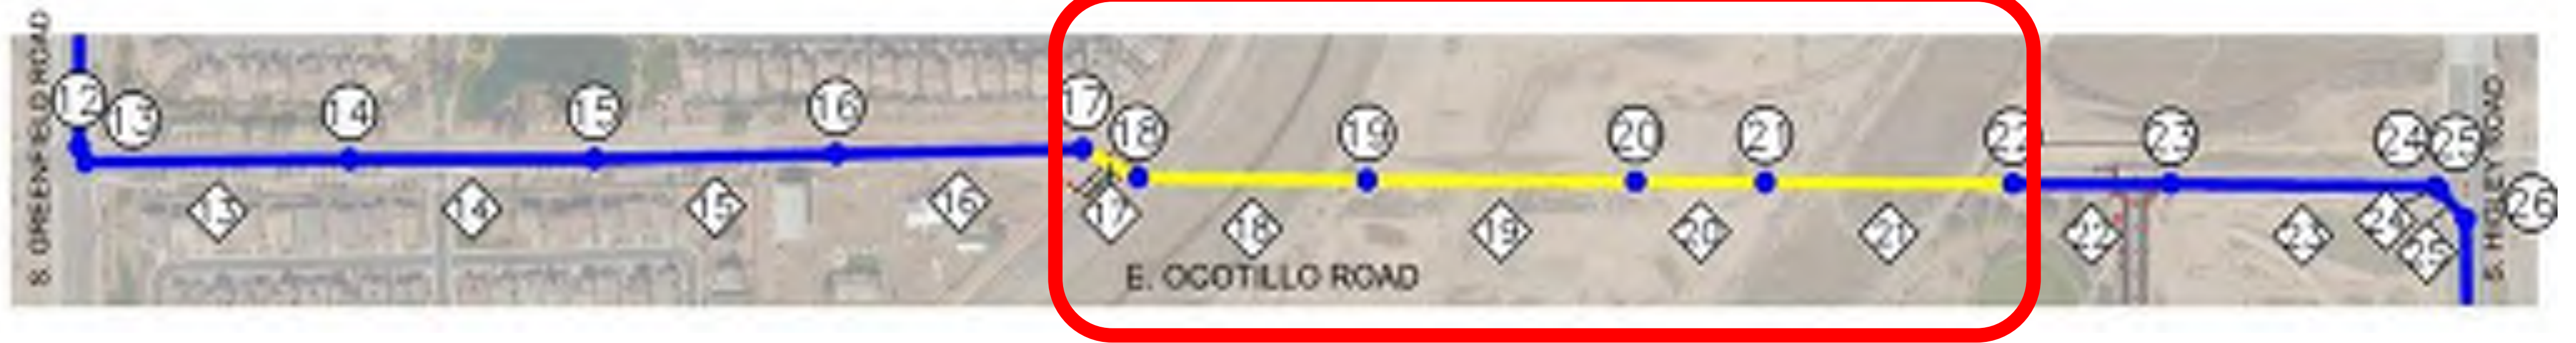 S. GREENFIELD ROAD
12 13 14 15 16 17 18 19 20 21 22 23 24 25 26
13 14 15 16 17 18 19 20 21 22 23 24 25
E. OCOTILLO ROAD
S. HIGLEY ROAD